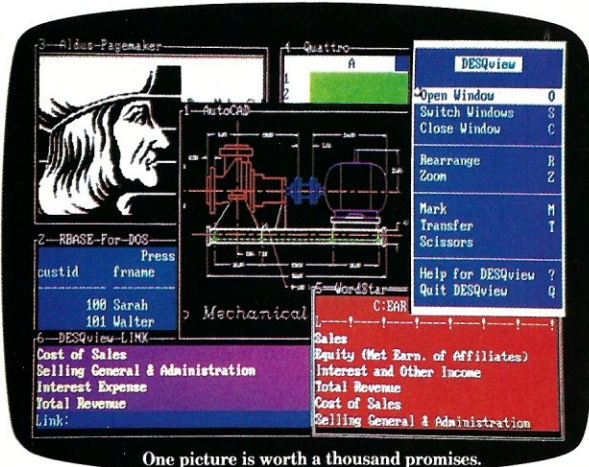 3-Aldus-Pagemaker
4-Quattro
A
1
2
1-AutoCAD
Mechanical
2-RBASE-For-DOS
Press
custid frname
100 Sarah
101 Walter
DESQview
Open Window O
Switch Windows S
Close Window C
Rearrange R
Zoom Z
Mark M
Transfer T
Scissors
Help for DESQview ?
Quit DESQview Q
5-WordStar
C:EAR
L----!----!----!----!----!
Sales
Equity (Net Earn. of Affiliates)
Interest and Other Income
Total Revenue
Cost of Sales
Selling General & Administration
6-DESQview-LINK
Cost of Sales
Selling General & Administration
Interest Expense
Total Revenue
Link:
One picture is worth a thousand promises.